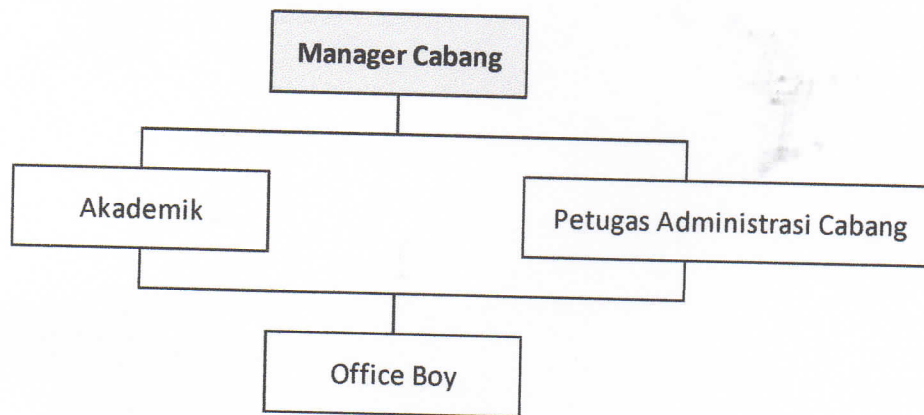 Manager Cabang
Akademik
Petugas Administrasi Cabang
Office Boy